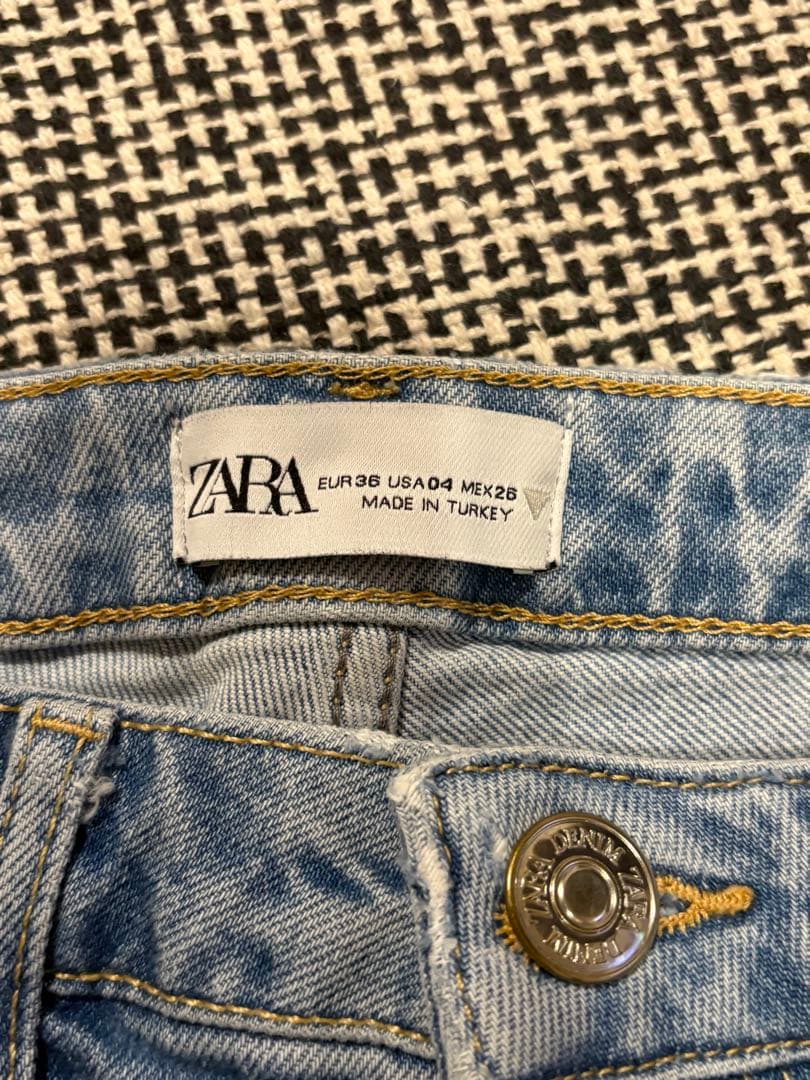 ZARA
EUR36 USA04 MEX26
MADE IN TURKEY
ZARA DENIM ZARA DENIM